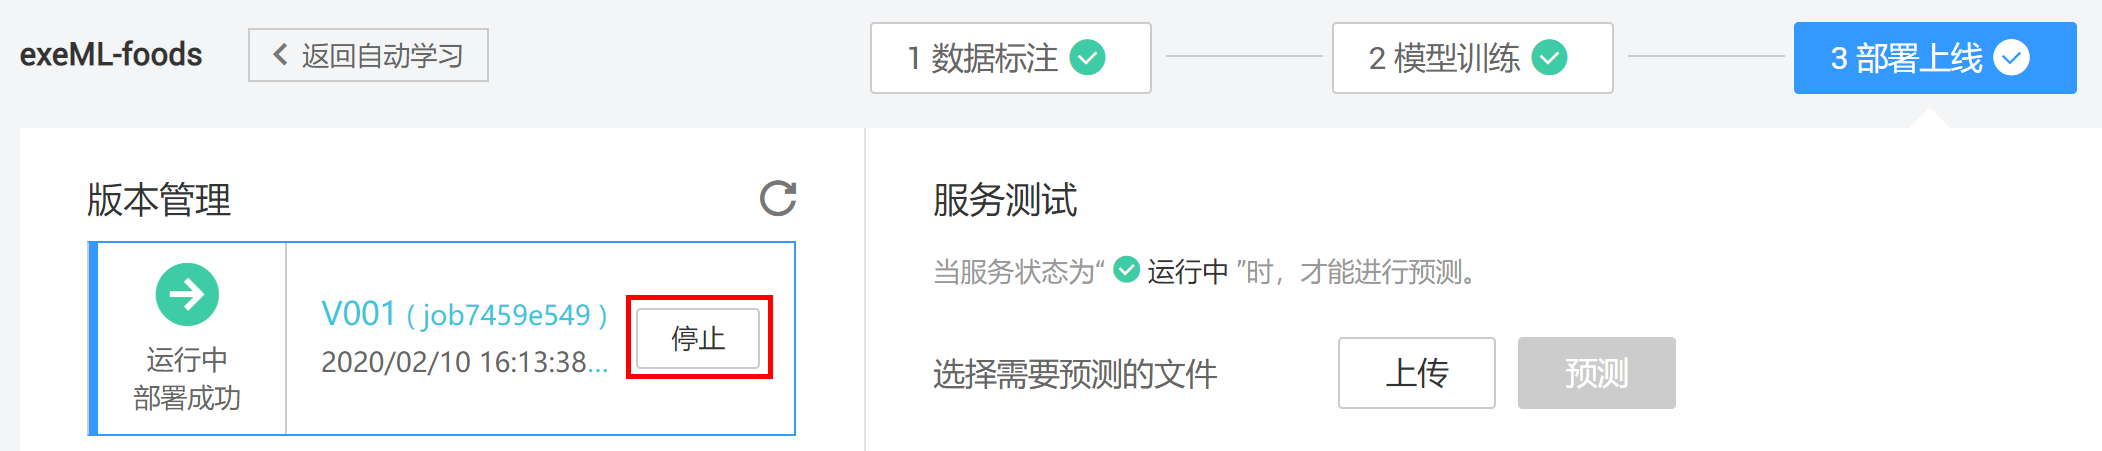 exeML-foods
返回自动学习
1 数据标注
2 模型训练
3 部署上线
版本管理
运行中
部署成功
V001 ( job7459e549 )
2020/02/10 16:13:38...
停止
服务测试
当服务状态为“ 运行中 ”时，才能进行预测。
选择需要预测的文件
上传
预测